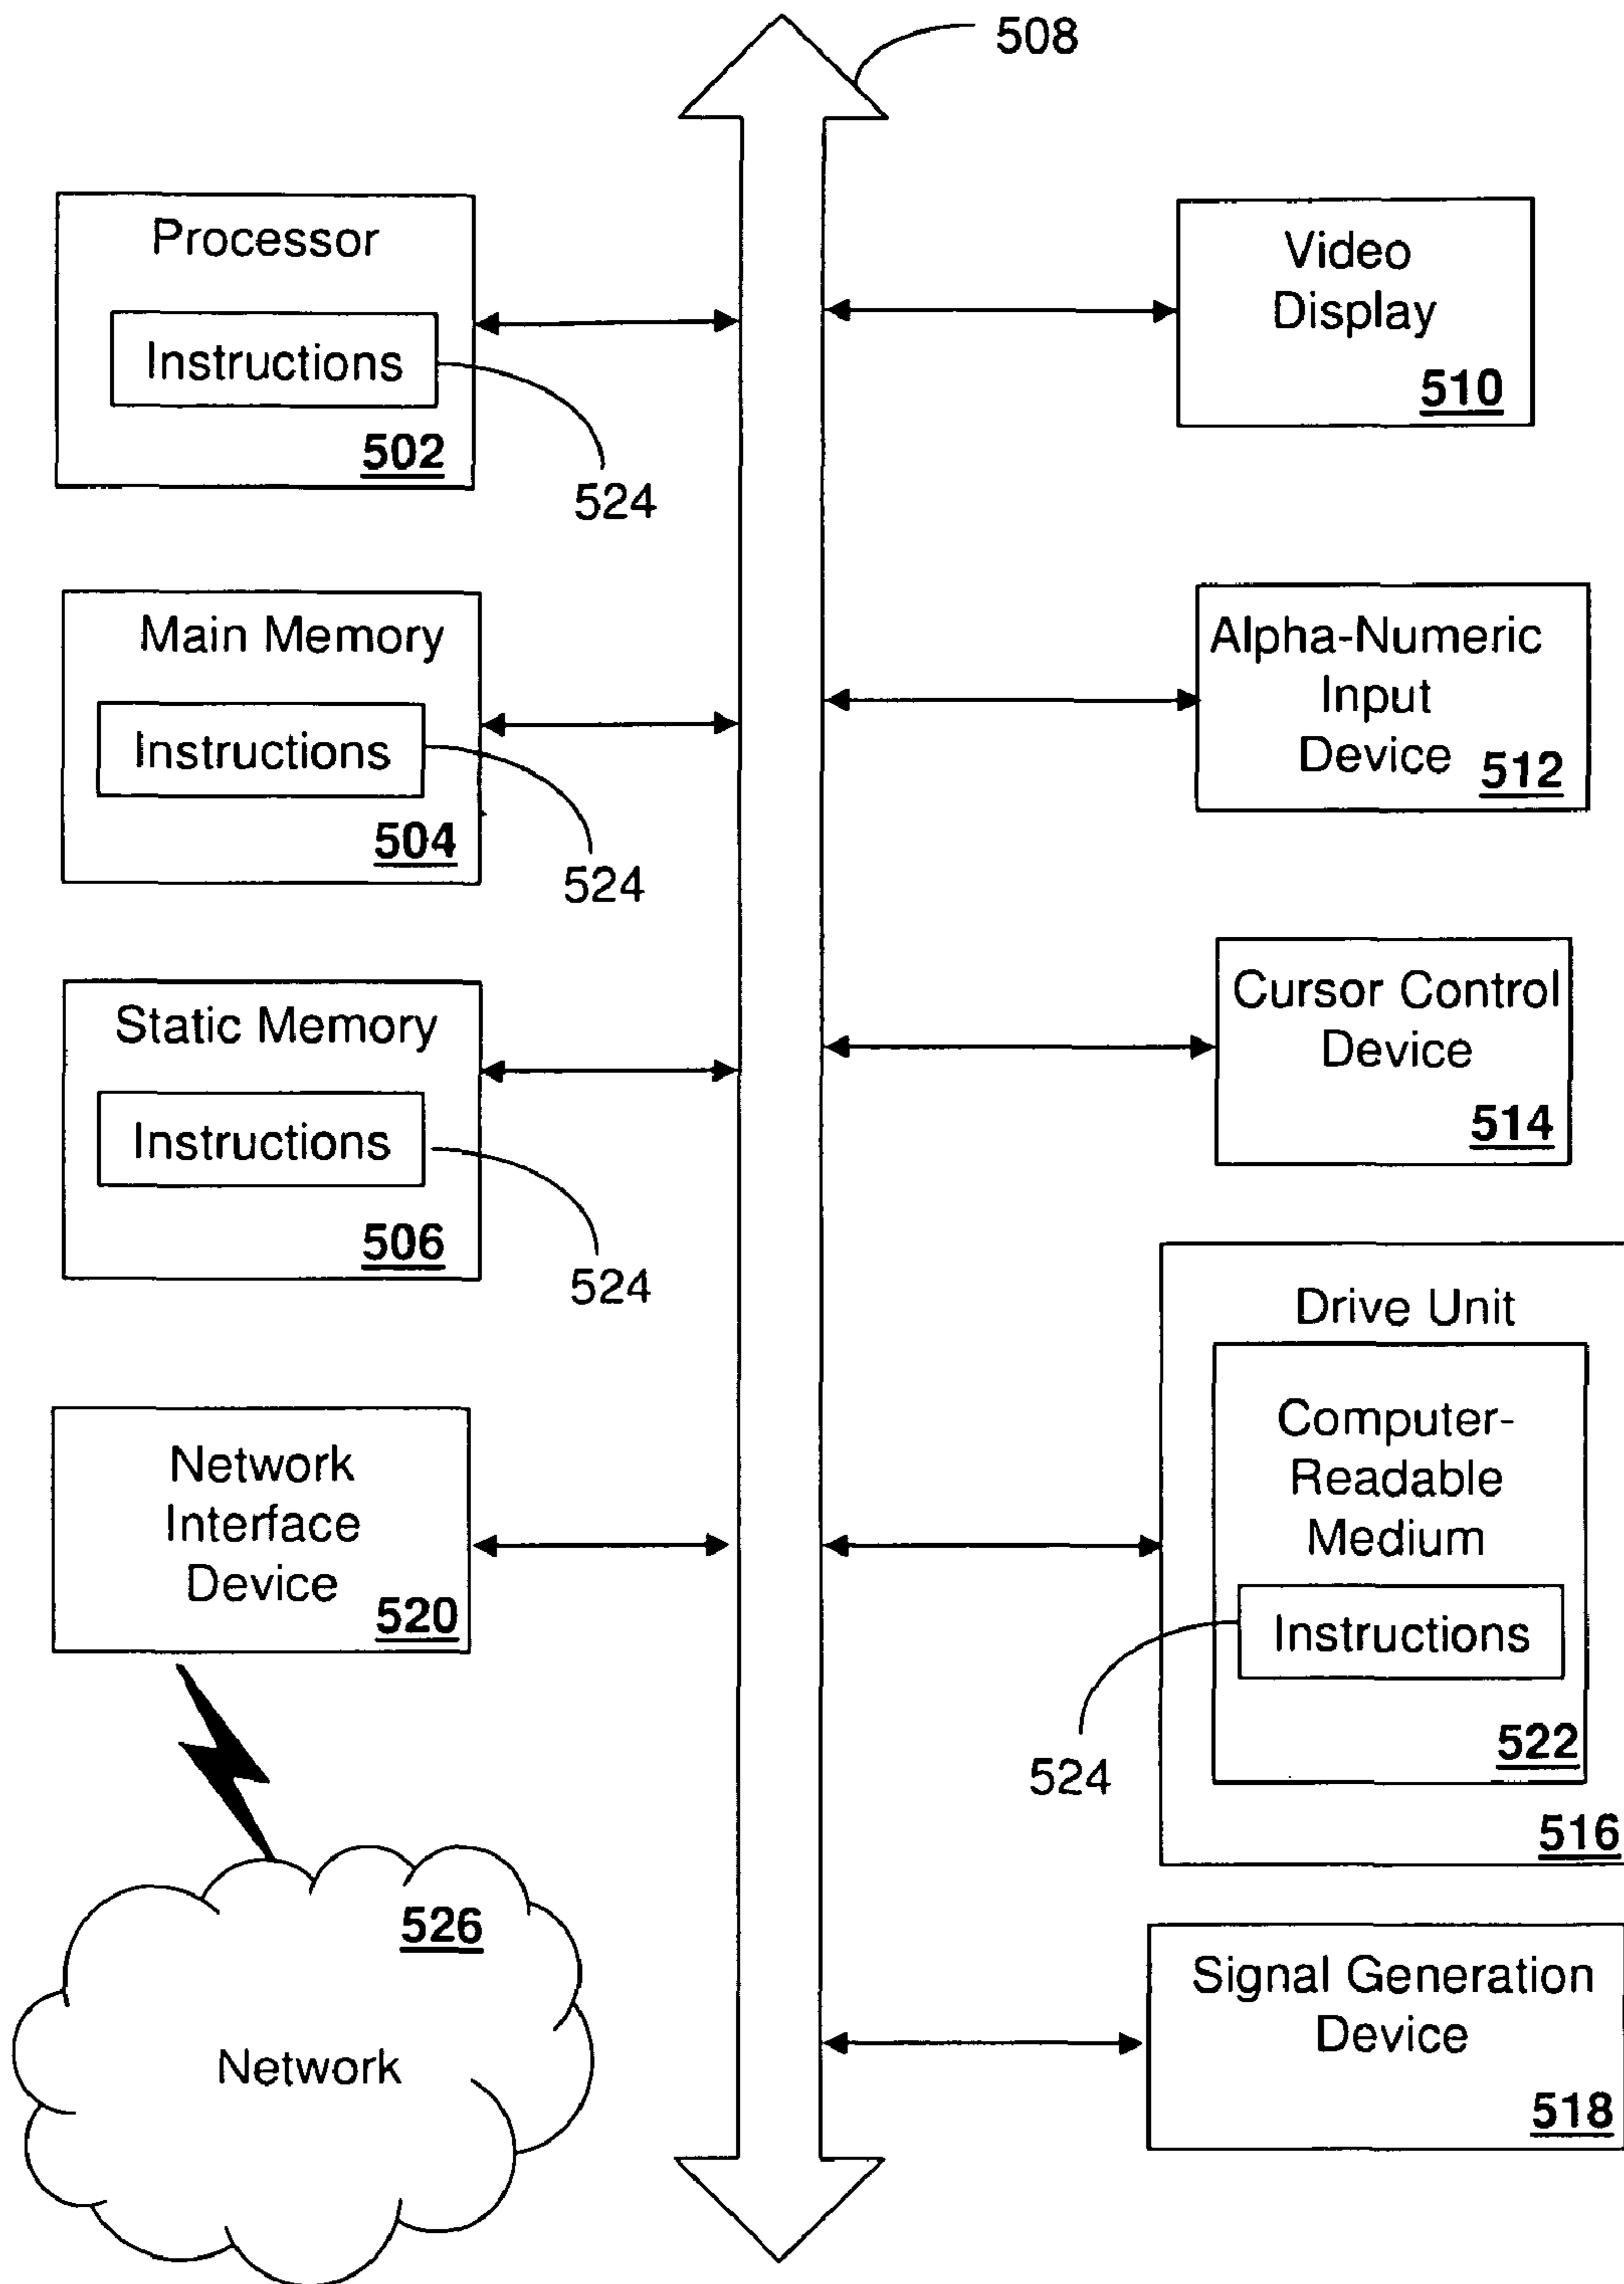 508
Processor
Instructions
502
524
Main Memory
Instructions
504
524
Static Memory
Instructions
506
524
Network
Interface
Device
520
526
Network
Video
Display
510
Alpha-Numeric
Input
Device
512
Cursor Control
Device
514
Drive Unit
Computer-
Readable
Medium
Instructions
522
524
516
Signal Generation
Device
518